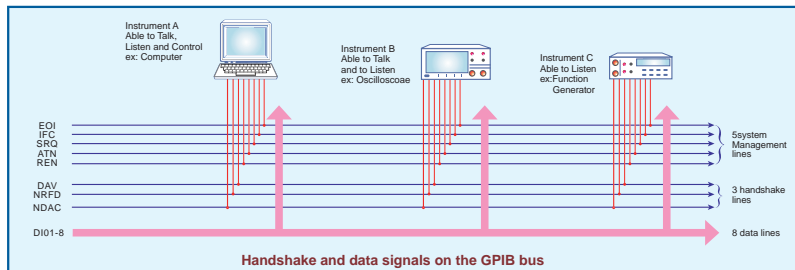 Instrument A
Able to Talk,
Listen and Control
ex: Computer
Instrument B
Able to Talk
and to Listen
ex: Oscilloscoae
Instrument C
Able to Listen
ex:Function
Generator
EOI
IFC
SRQ
ATN
REN
5system
Management
lines
DAV
NRFD
NDAC
3 handshake
lines
DI01-8
8 data lines
Handshake and data signals on the GPIB bus